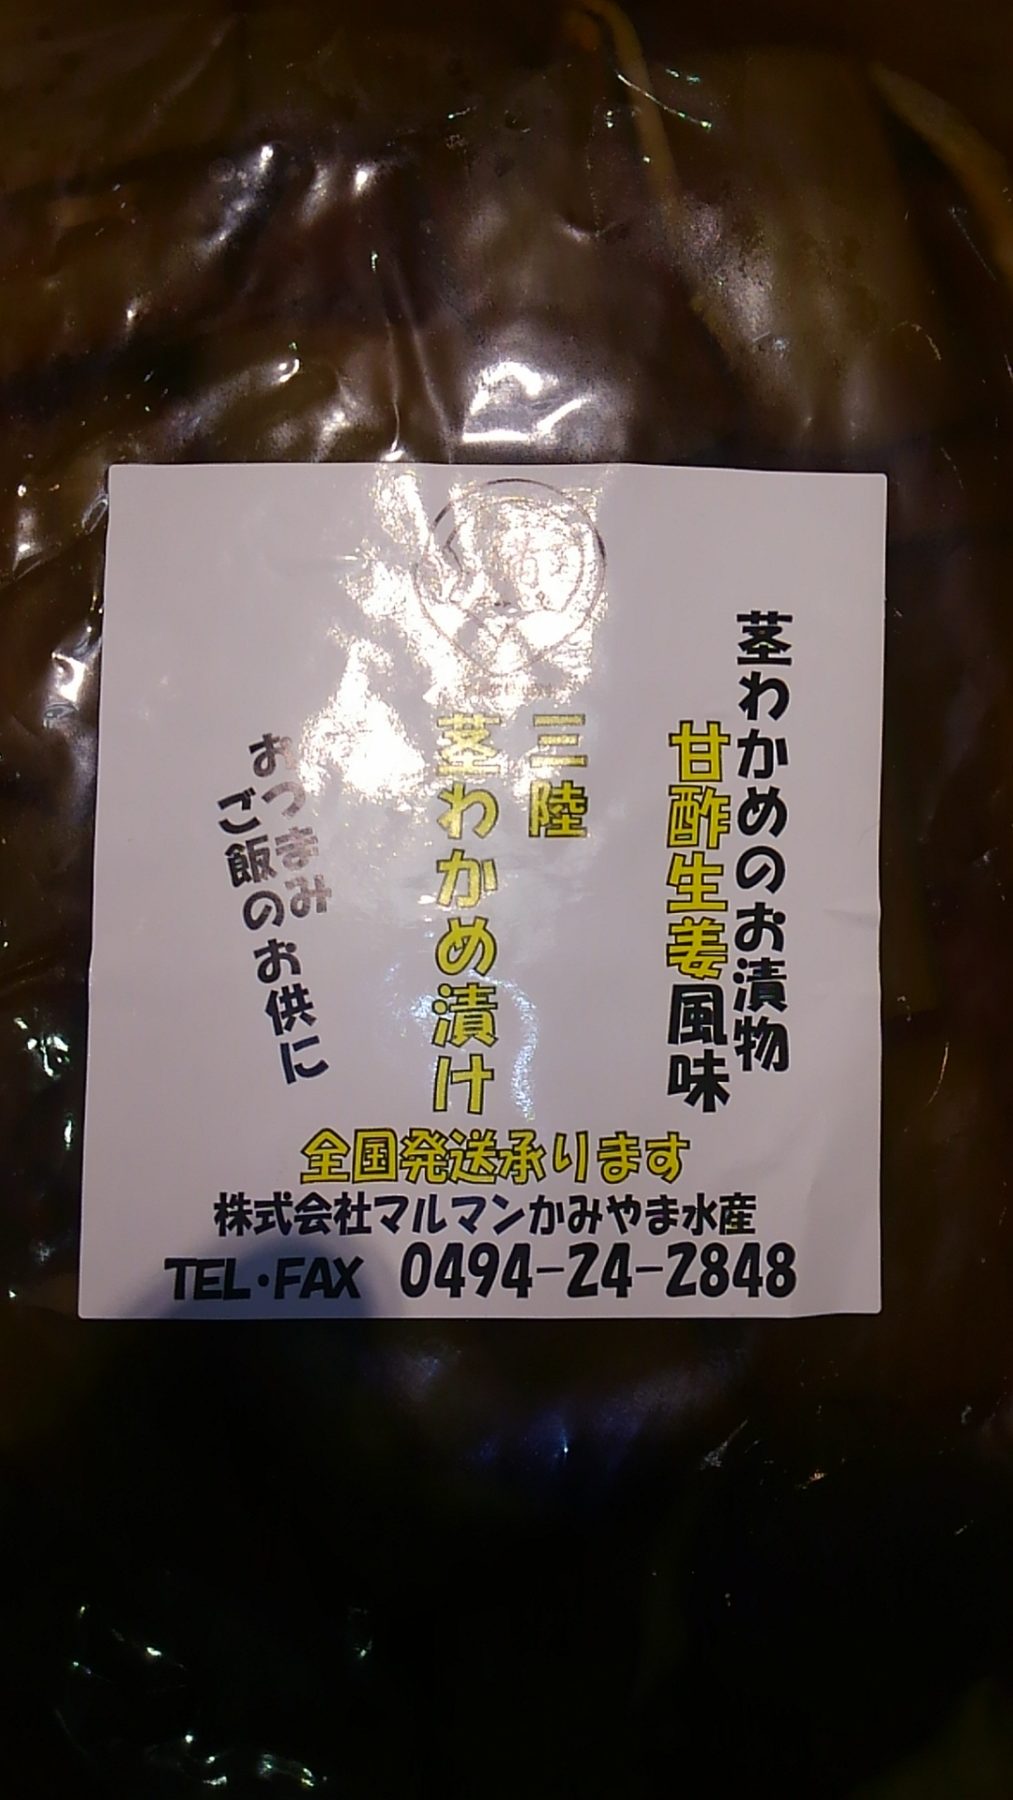 茎わかめのお漬物
甘酢生姜風味
三陸
茎わかめ漬け
おつまみ
ご飯のお供に
全国発送承ります
株式会社マルマンかみやま水産
TEL・FAX 0494-24-2848